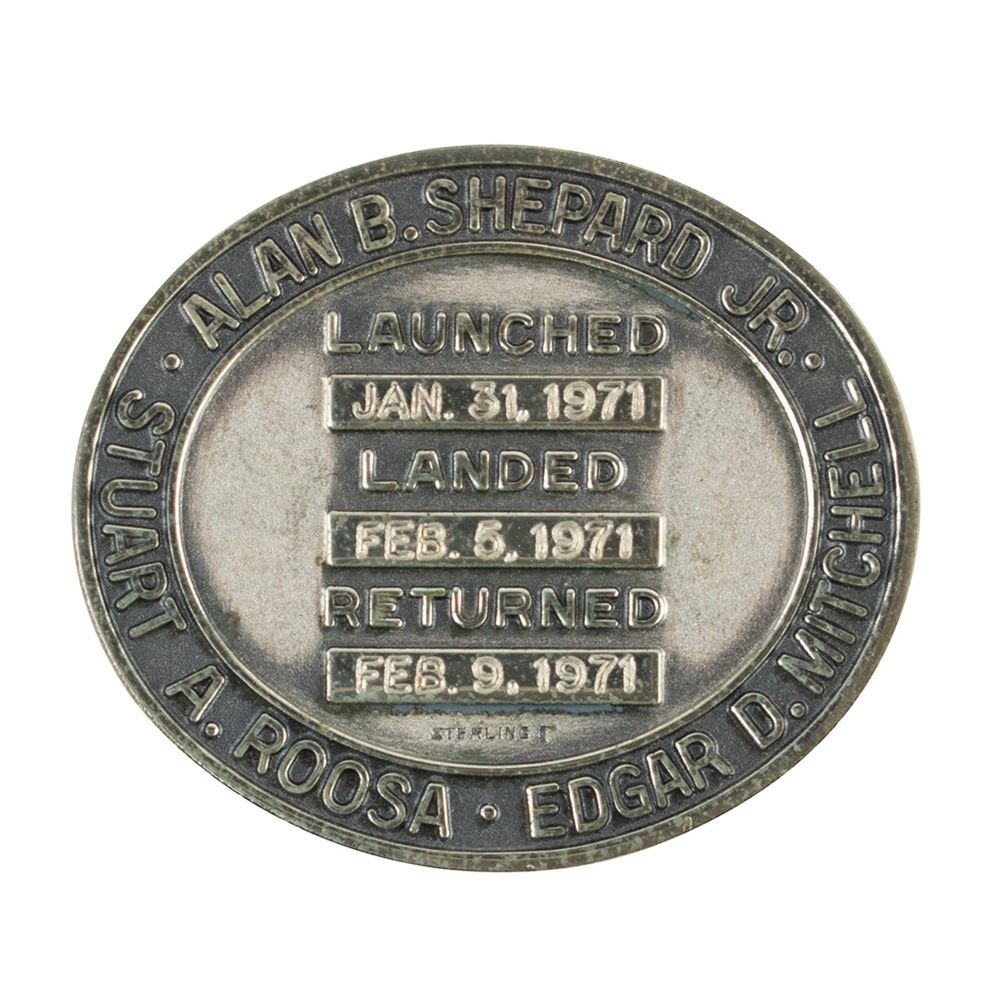 · ALAN B. SHEPARD JR. ·
STUART A. ROOSA · EDGAR D. MITCHELL
LAUNCHED
JAN. 31, 1971
LANDED
FEB. 5, 1971
RETURNED
FEB. 9, 1971
STERLING